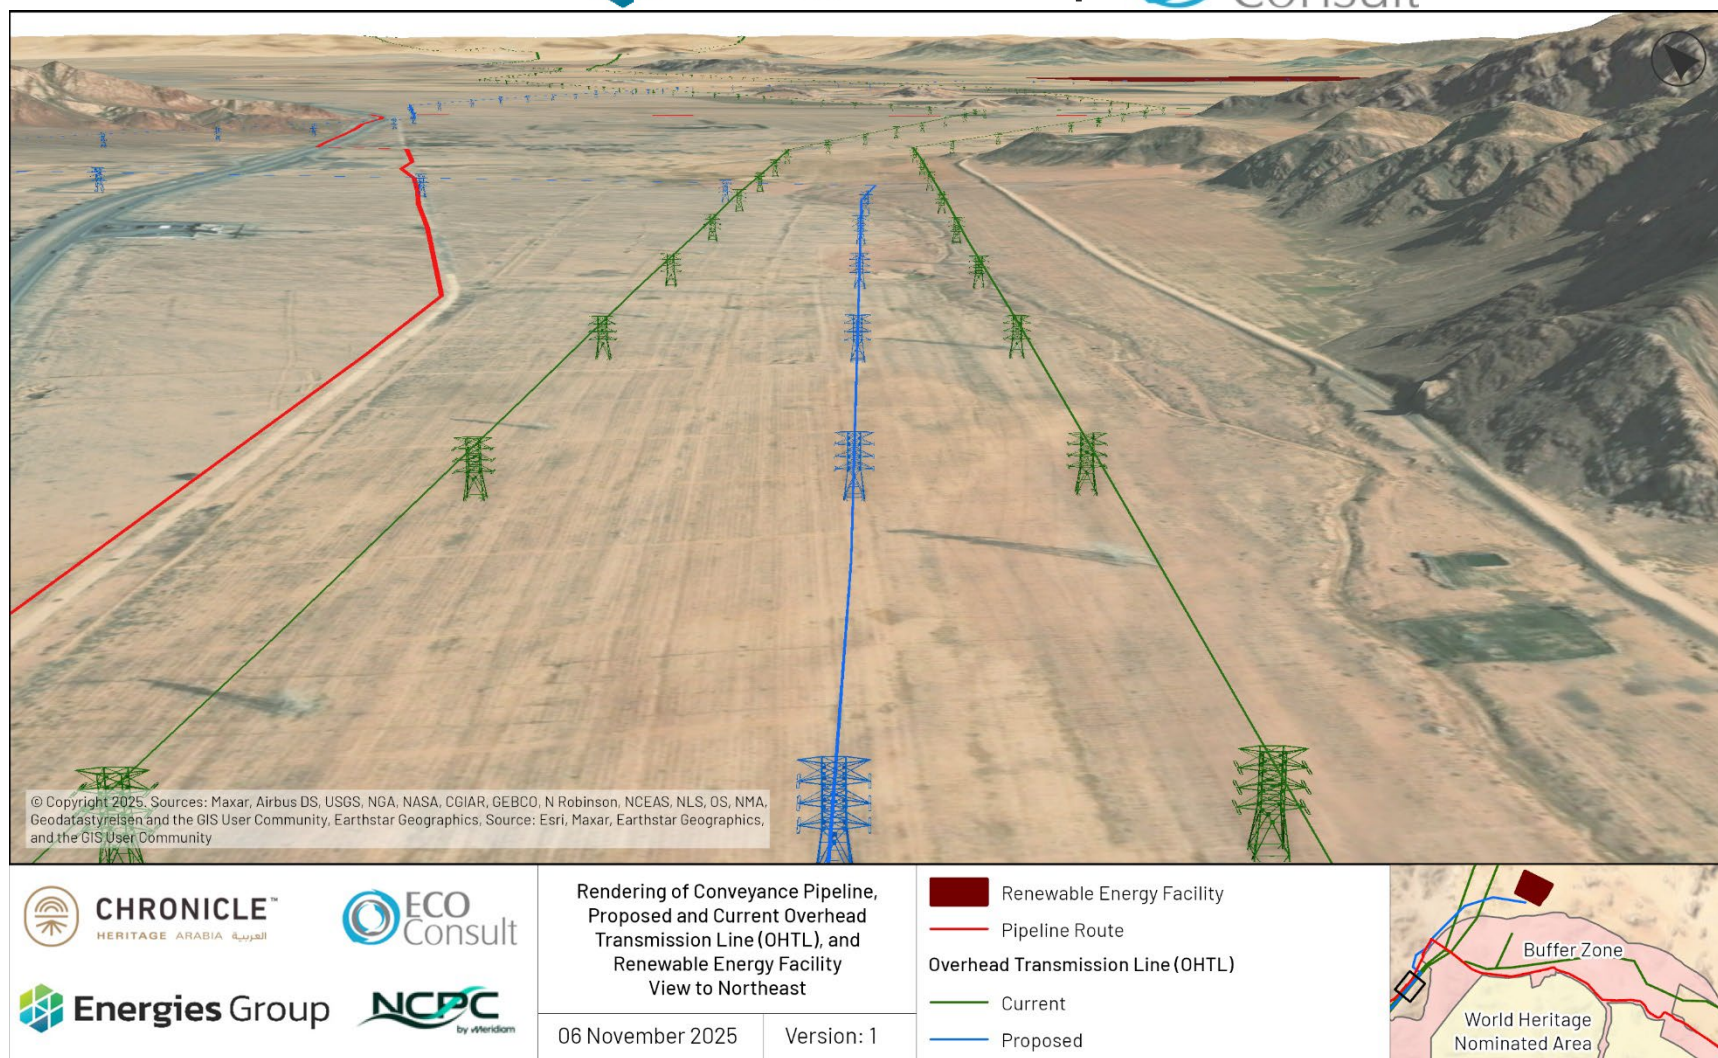 Consult
© Copyright 2025. Sources: Maxar, Airbus DS, USGS, NGA, NASA, CGIAR, GEBCO, N Robinson, NCEAS, NLS, OS, NMA,
Geodatastyrelsen and the GIS User Community, Earthstar Geographics, Source: Esri, Maxar, Earthstar Geographics,
and the GIS User Community
CHRONICLE™
HERITAGE ARABIA العربية
ECO
Consult
Energies Group
NCPC
by Meridiam
Rendering of Conveyance Pipeline,
Proposed and Current Overhead
Transmission Line (OHTL), and
Renewable Energy Facility
View to Northeast
06 November 2025
Version: 1
Renewable Energy Facility
Pipeline Route
Overhead Transmission Line (OHTL)
Current
Proposed
Buffer Zone
World Heritage
Nominated Area